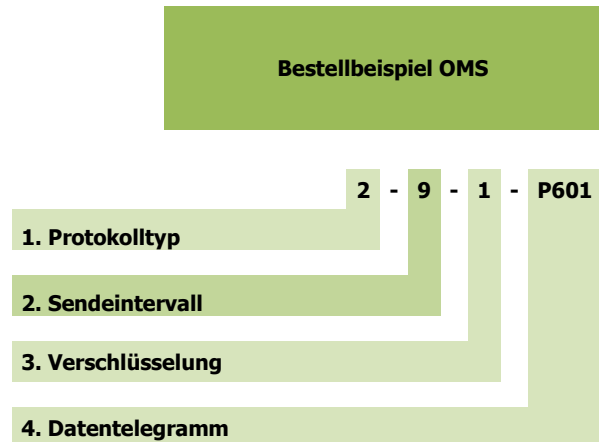 Bestellbeispiel OMS
2 - 9 - 1 - P601
1. Protokolltyp
2. Sendeintervall
3. Verschlüsselung
4. Datentelegramm